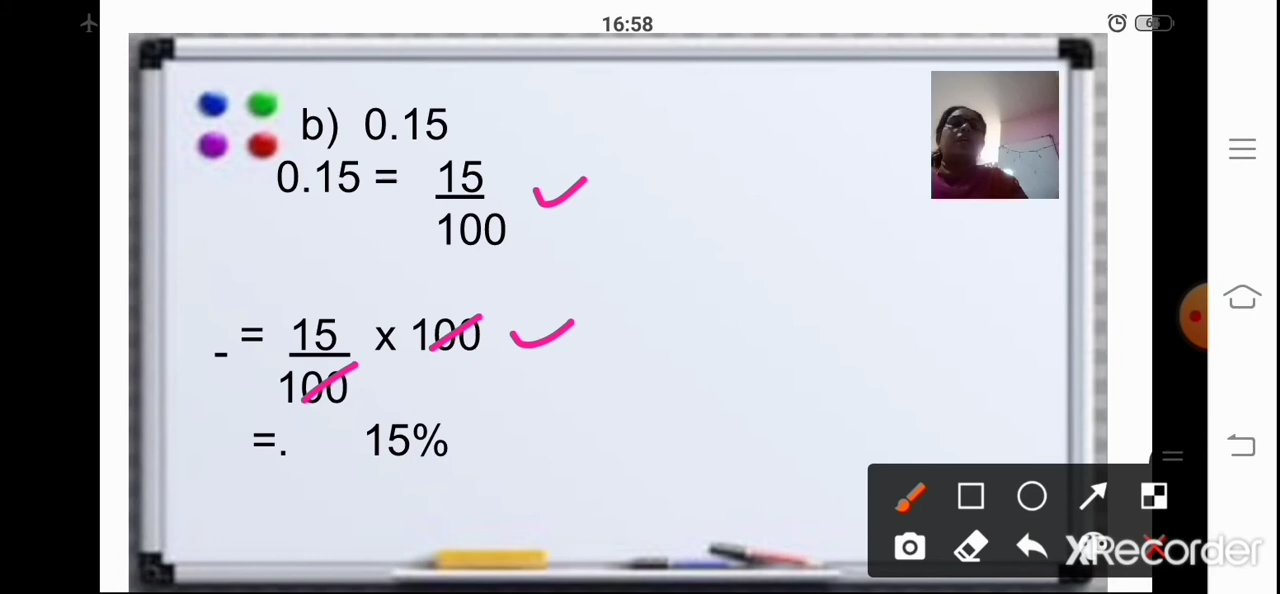 16:58
b) 0.15
0.15 = 15
100
- = 15 x 100
100
=. 15%
XRecorder